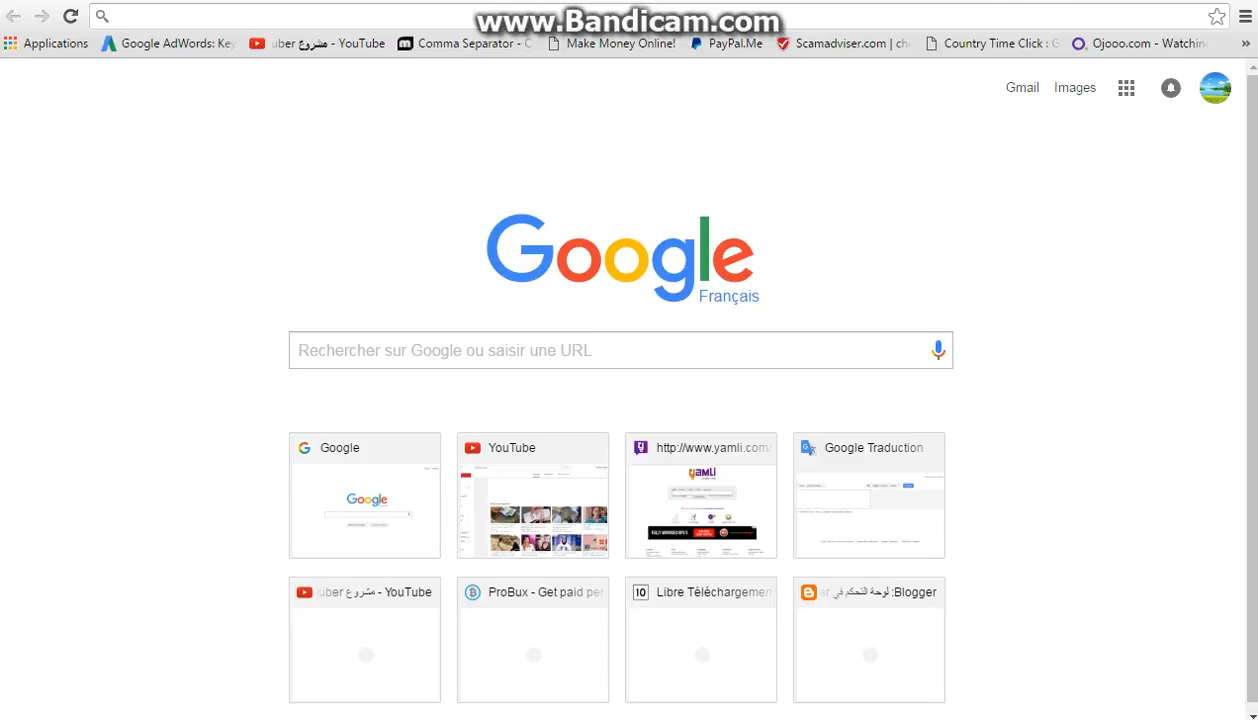 www.Bandicam.com
Applications
Google AdWords: Key
uber مشروع - YouTube
Comma Separator - C
Make Money Online!
PayPal.Me
Scamadviser.com | che
Country Time Click : G
Ojooo.com - Watchin
»
Gmail
Images
Google
Français
Rechercher sur Google ou saisir une URL
Google
YouTube
http://www.yamli.com/
Google Traduction
Google
yamli
uber مشروع - YouTube
ProBux - Get paid per
10
Libre Téléchargemen
Blogger: لوحة التحكم في